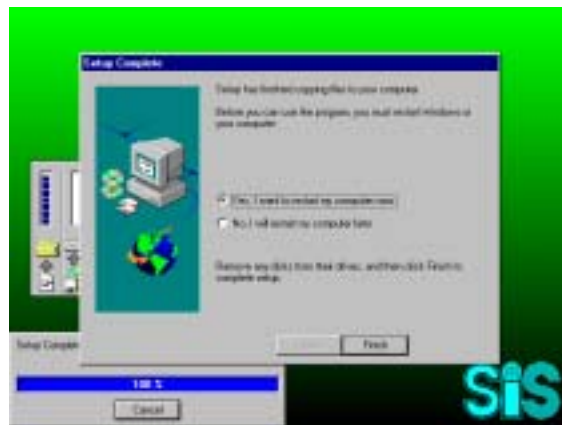 Setup Complete
Setup has finished copying files to your computer.
Before you can use the program, you must restart Windows or
your computer.
Yes, I want to restart my computer now.
No, I will restart my computer later.
Remove any disks from their drives, and then click Finish to
complete setup.
Finish
Setup Complete
100 %
Cancel
SiS